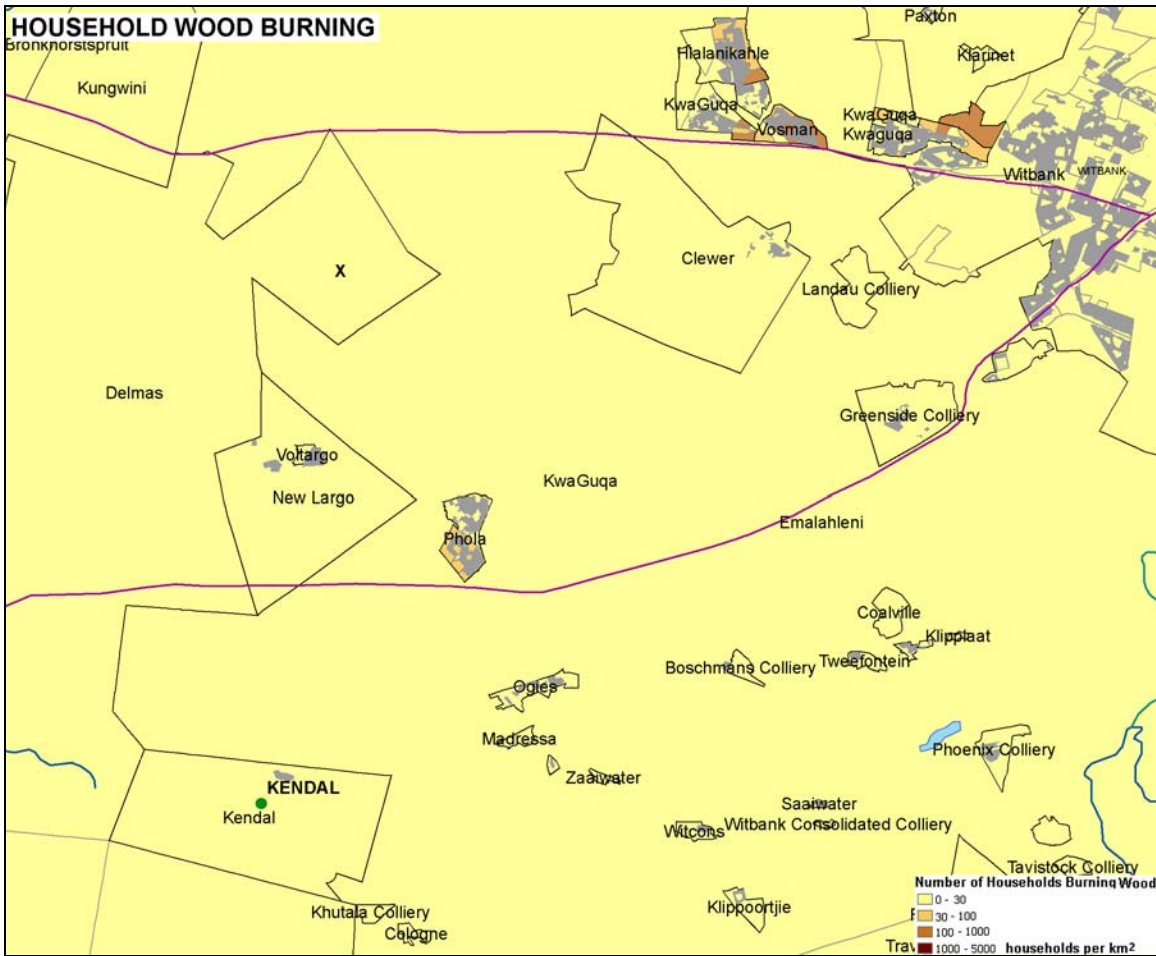 HOUSEHOLD WOOD BURNING
Paxton
Bronkhorstspruit
Klarinet
Hlalanikahle
Kungwini
KwaGuqa
KwaGuqa
Vosman
Kwaguqa
Witbank
WITBANK
Clewer
X
Landau Colliery
Delmas
Greenside Colliery
Voltargo
KwaGuqa
New Largo
Emalahleni
Phola
Coalville
Klipplaat
Boschmans Colliery
Tweefontein
Ogies
Madressa
Phoenix Colliery
Zaaiwater
KENDAL
Kendal
Saaiwater
Witcons
Witbank Consolidated Colliery
Tavistock Colliery
Klippoortjie
Khutala Colliery
Cologne
Number of Households Burning Wood
0 - 30
30 - 100
100 - 1000
1000 - 5000 households per km²